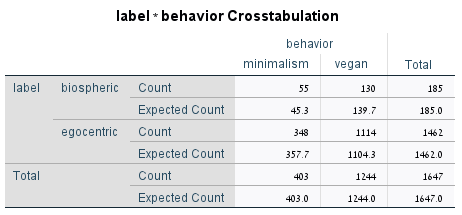 label * behavior Crosstabulation
behavior
minimalism vegan Total
label biospheric Count 55 130 185
Expected Count 45.3 139.7 185.0
egocentric Count 348 1114 1462
Expected Count 357.7 1104.3 1462.0
Total Count 403 1244 1647
Expected Count 403.0 1244.0 1647.0